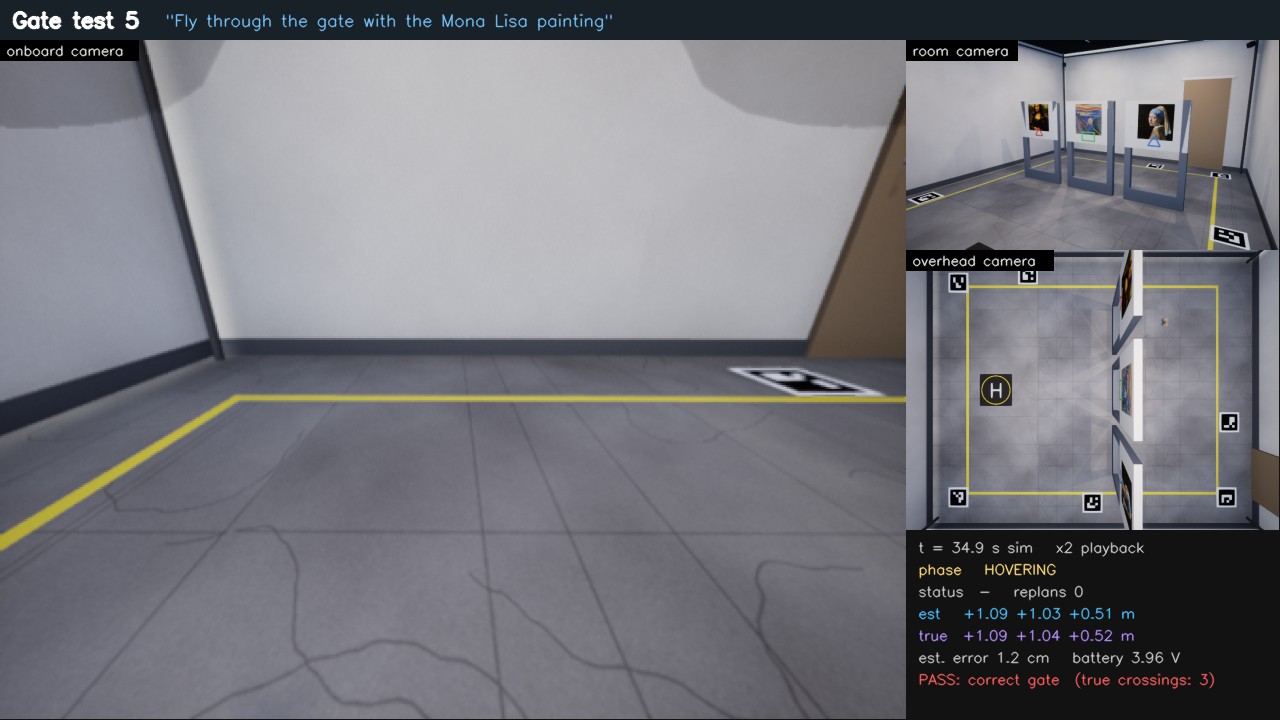 Gate test 5 "Fly through the gate with the Mona Lisa painting"
onboard camera
room camera
overhead camera
H
t = 34.9 s sim x2 playback
phase HOVERING
status – replans 0
est +1.09 +1.03 +0.51 m
true +1.09 +1.04 +0.52 m
est. error 1.2 cm battery 3.96 V
PASS: correct gate (true crossings: 3)